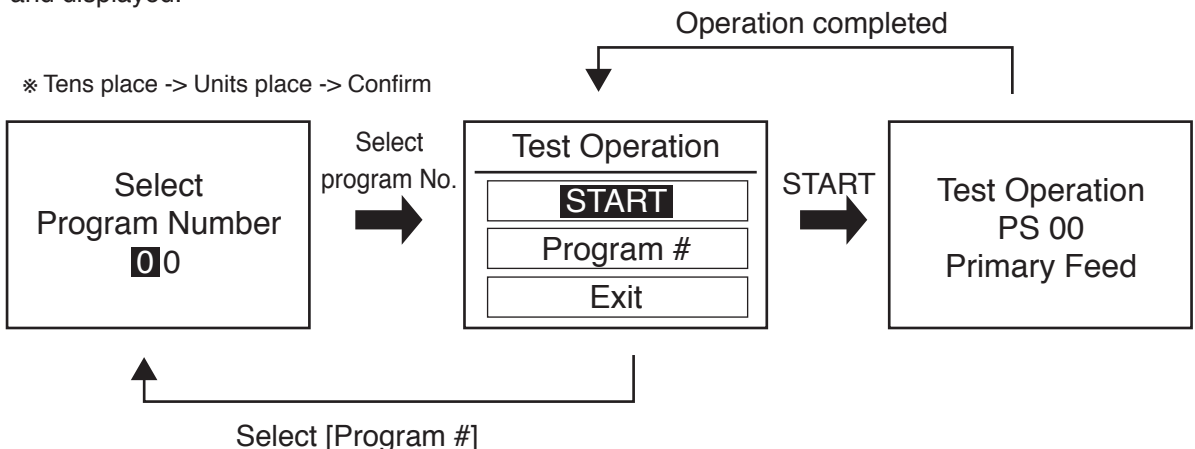 and displayed.
Operation completed
※ Tens place -> Units place -> Confirm
Select
Program Number
00
Select
program No.
Test Operation
START
Program #
Exit
START
Test Operation
PS 00
Primary Feed
Select [Program #]